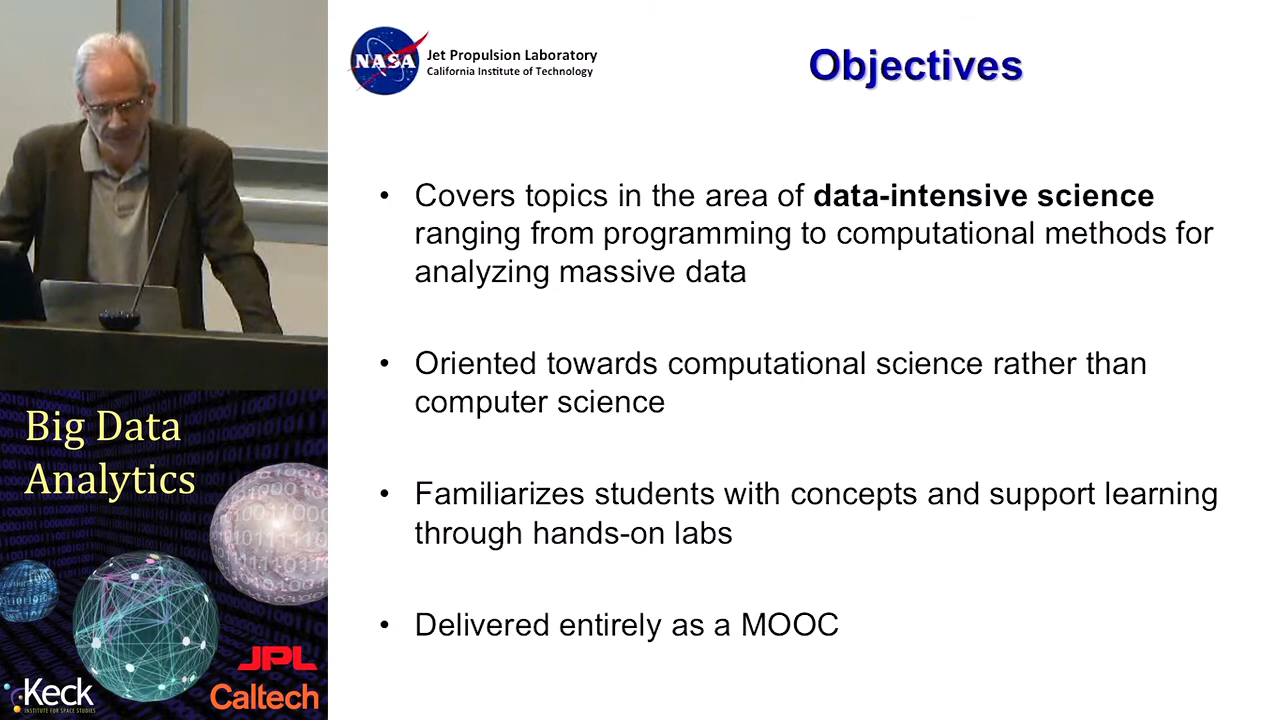 NASA
Jet Propulsion Laboratory
California Institute of Technology
Objectives
• Covers topics in the area of data-intensive science
ranging from programming to computational methods for
analyzing massive data
• Oriented towards computational science rather than
computer science
• Familiarizes students with concepts and support learning
through hands-on labs
• Delivered entirely as a MOOC
Big Data
Analytics
JPL
Caltech
Keck
INSTITUTE FOR SPACE STUDIES